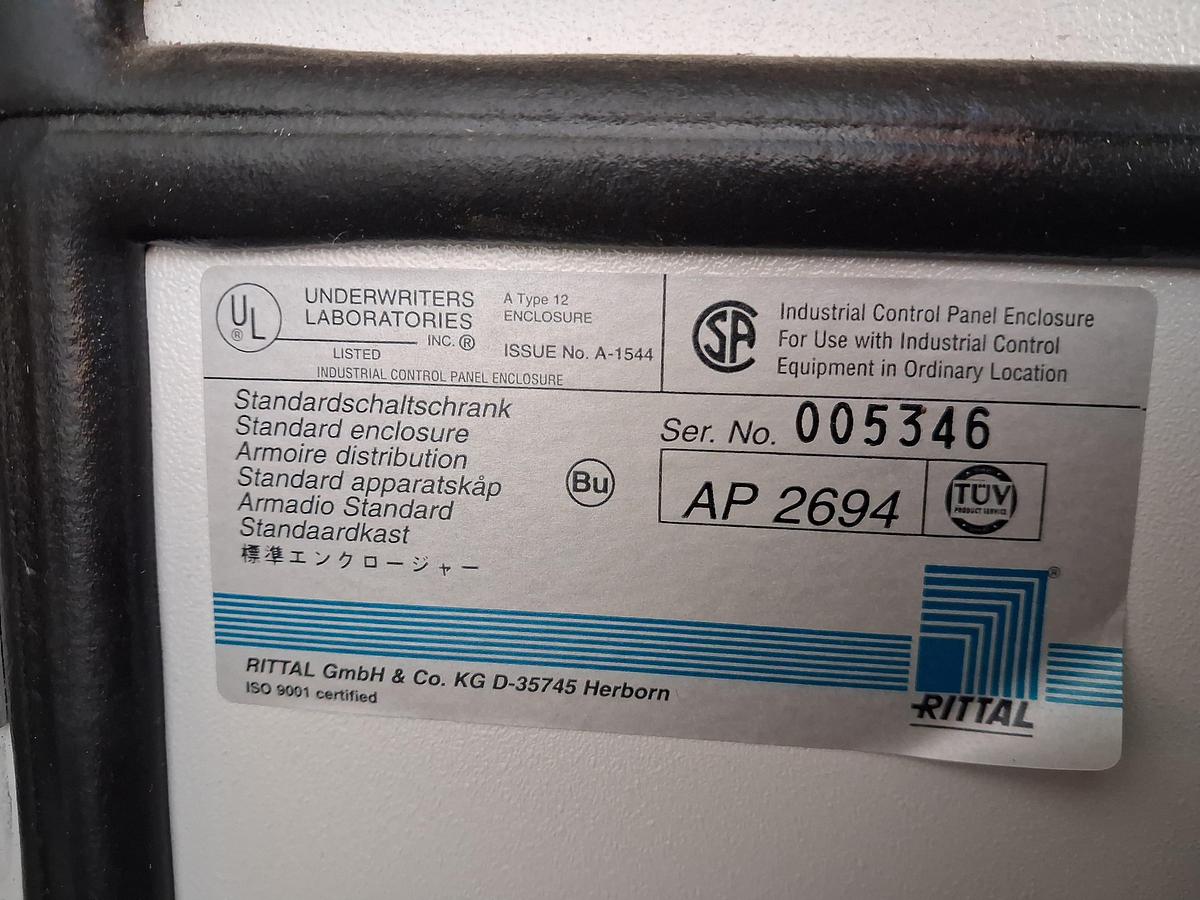 UL ®
UNDERWRITERS
LABORATORIES
INC. ®
LISTED
INDUSTRIAL CONTROL PANEL ENCLOSURE
A Type 12
ENCLOSURE
ISSUE No. A-1544
SA
Industrial Control Panel Enclosure
For Use with Industrial Control
Equipment in Ordinary Location
Standardschaltschrank
Standard enclosure
Armoire distribution
Standard apparatskåp
Armadio Standard
Standaardkast
標準エンクロージャー
Bu
Ser. No. 005346
AP 2694
TÜV
PRODUCT SERVICE
®
RITTAL
RITTAL GmbH & Co. KG D-35745 Herborn
ISO 9001 certified